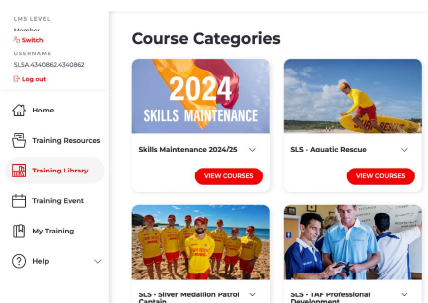 LMS LEVEL
Member
Switch
USERNAME
SLSA.4340862.4340862
Log out
Home
Training Resources
Training Library
Training Event
My Training
Help
Course Categories
2024
SKILLS MAINTENANCE
Skills Maintenance 2024/25
VIEW COURSES
SLS - Aquatic Rescue
VIEW COURSES
SLS - Silver Medallion Patrol
Captain
SLS - TAF Professional
Development